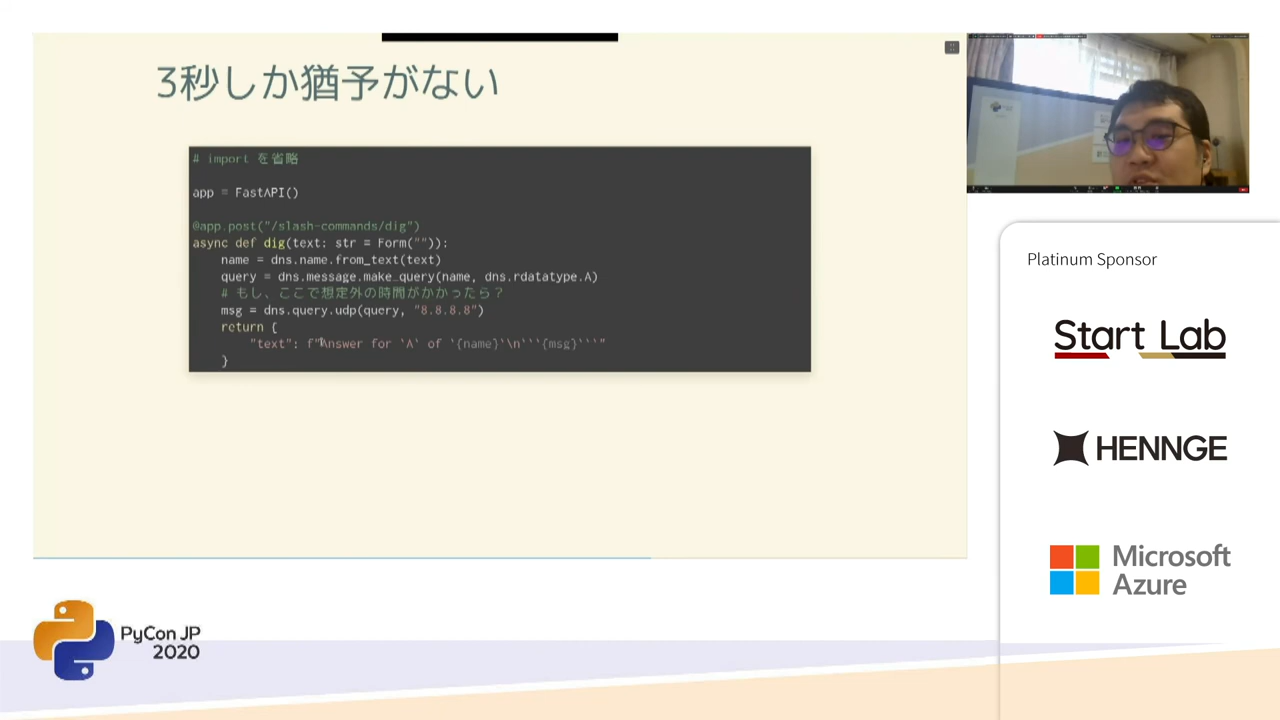 3秒しか猶予がない
# import を省略
app = FastAPI()
@app.post("/slash-commands/dig")
async def dig(text: str = Form("")):
    name = dns.name.from_text(text)
    query = dns.message.make_query(name, dns.rdatatype.A)
    # もし、ここで想定外の時間がかかったら？
    msg = dns.query.udp(query, "8.8.8.8")
    return {
        "text": f"Answer for `A` of `{name}`\n```{msg}```"
    }
Platinum Sponsor
Start Lab
HENNGE
Microsoft
Azure
PyCon JP
2020